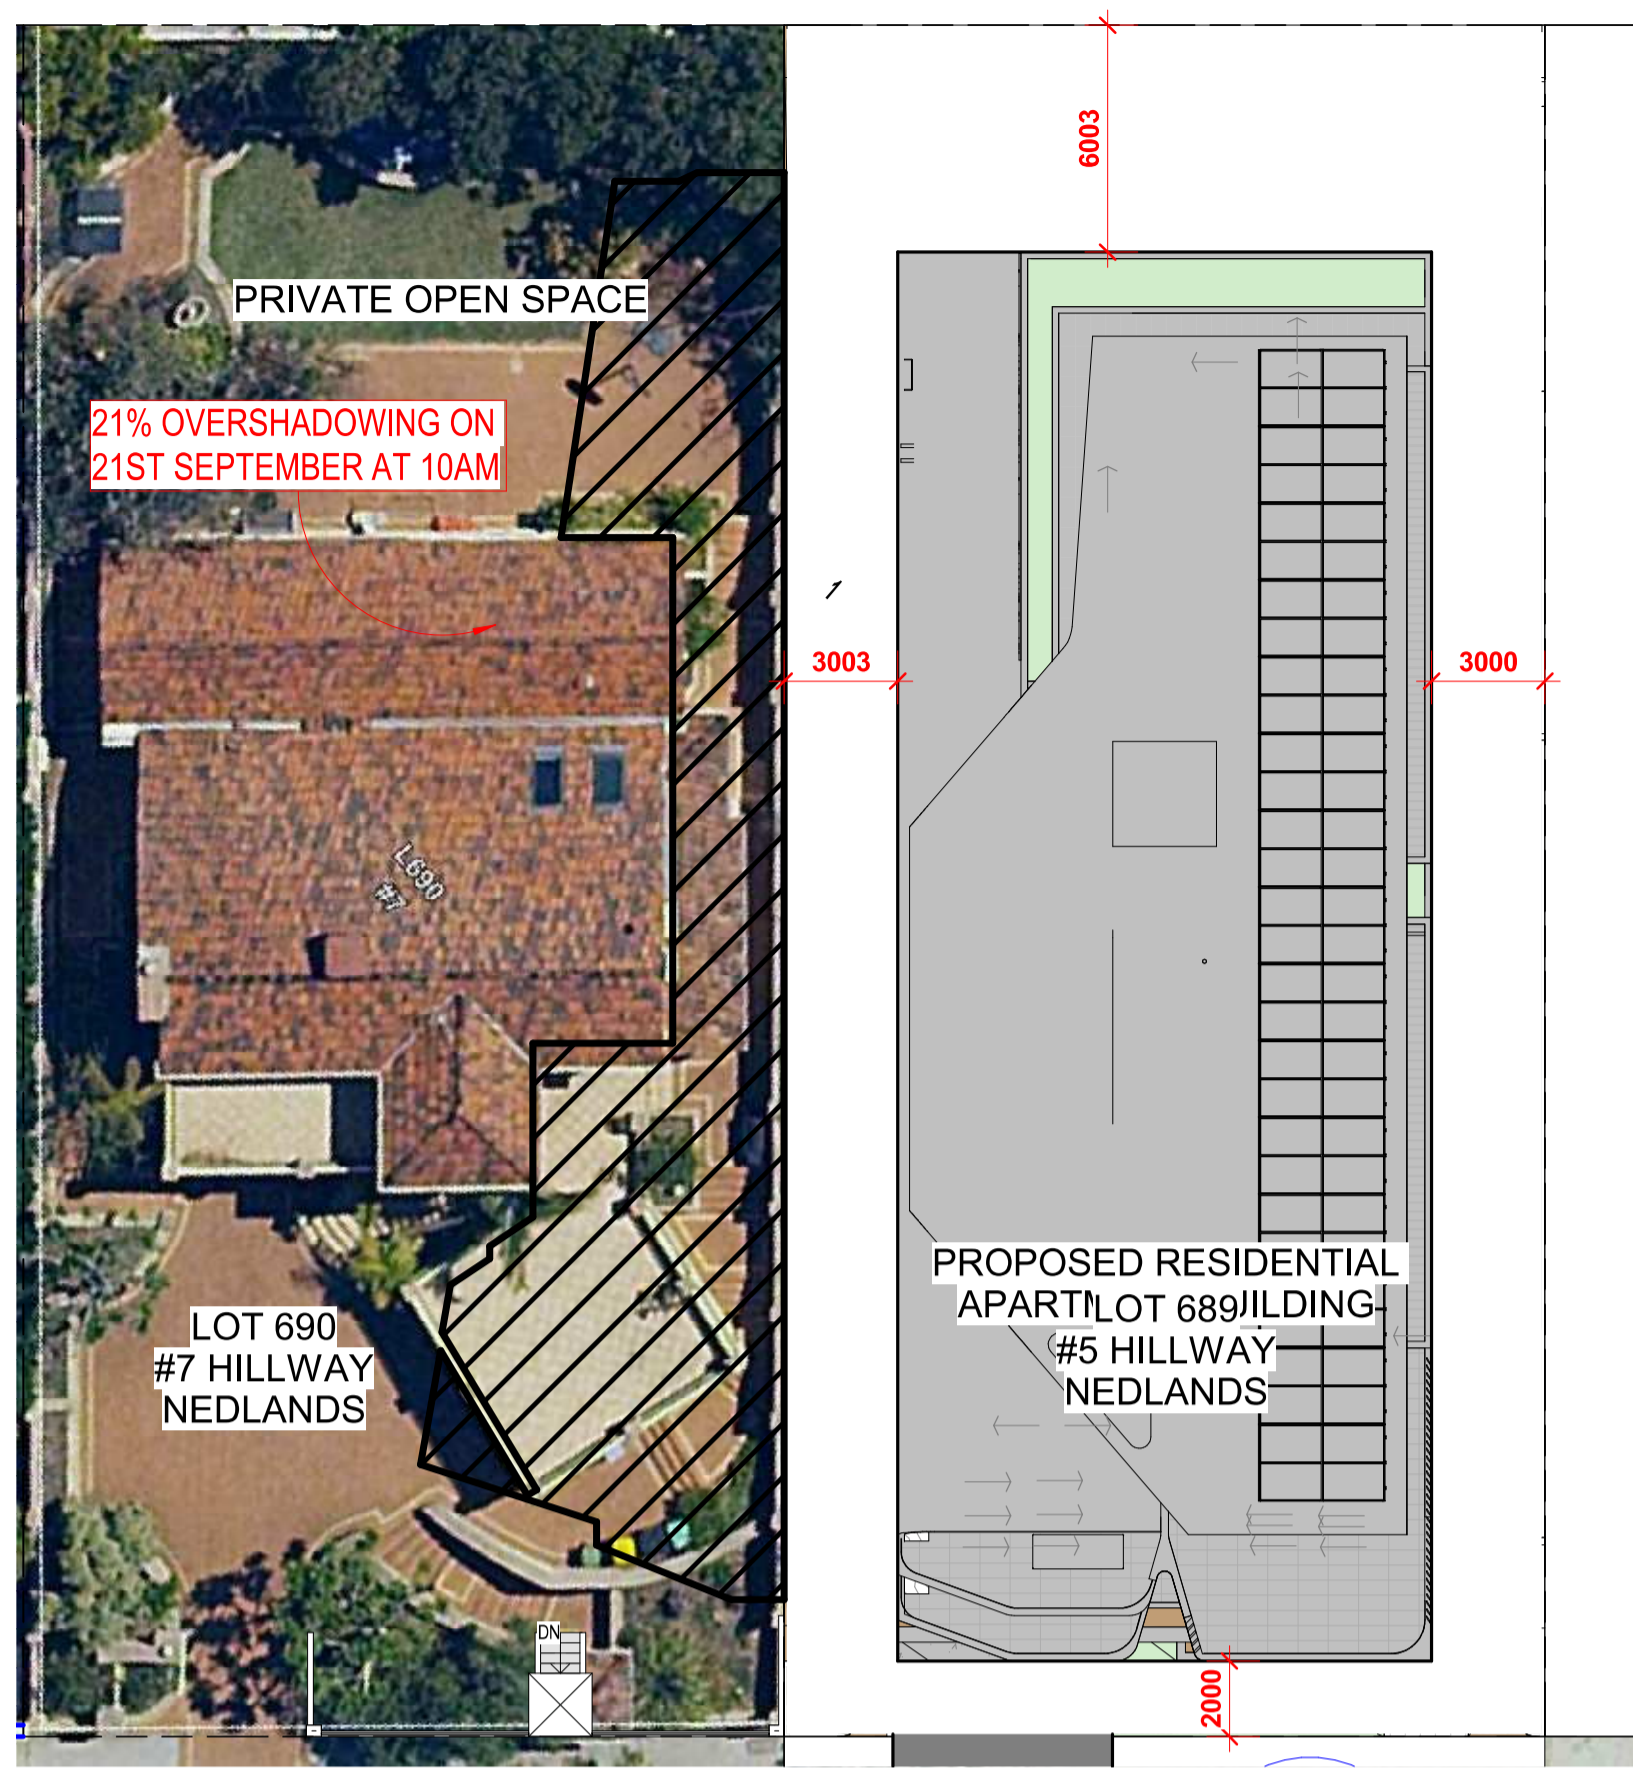 6003
PRIVATE OPEN SPACE
21% OVERSHADOWING ON
21ST SEPTEMBER AT 10AM
3003
3000
L690
#7
PROPOSED RESIDENTIAL
LOT 689
#5 HILLWAY
NEDLANDS
LOT 690
#7 HILLWAY
NEDLANDS
DN
2000